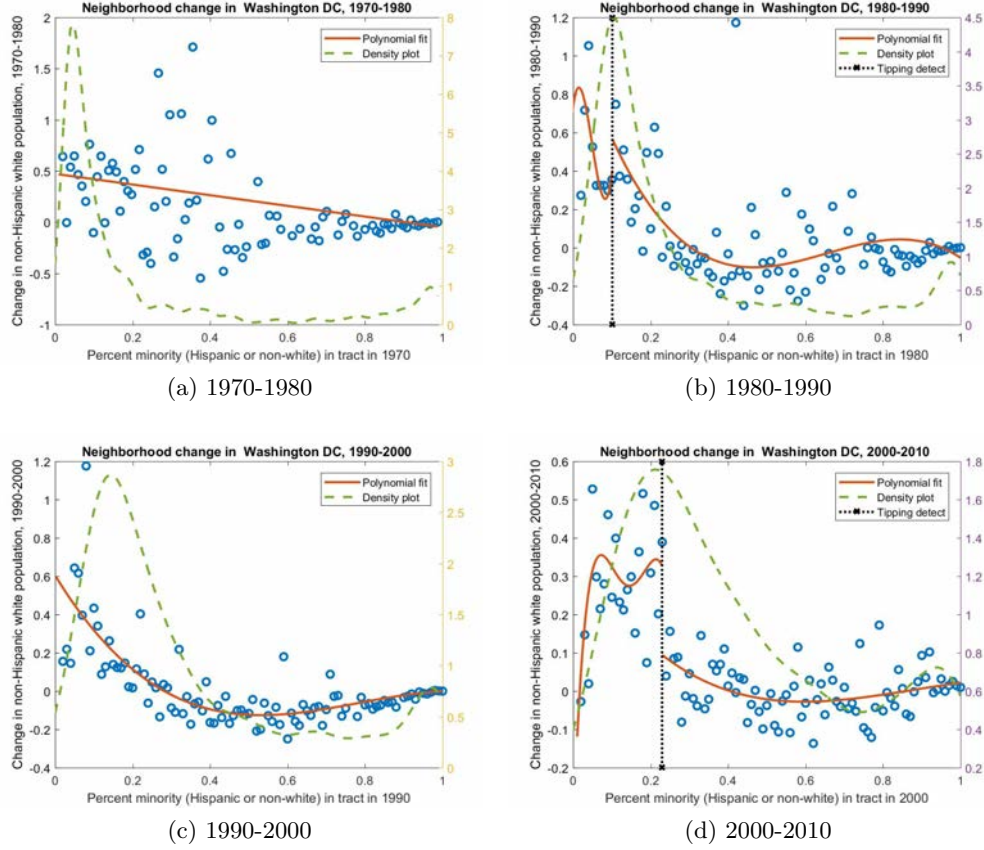 Neighborhood change in Washington DC, 1970-1980
Change in non-Hispanic white population, 1970-1980
2
1.5
1
0.5
0
-0.5
-1
8
7
6
5
4
3
2
1
0
Polynomial fit
Density plot
0 0.2 0.4 0.6 0.8 1
Percent minority (Hispanic or non-white) in tract in 1970
(a) 1970-1980
Neighborhood change in Washington DC, 1980-1990
Change in non-Hispanic white population, 1980-1990
1.2
1
0.8
0.6
0.4
0.2
0
-0.2
-0.4
4.5
4
3.5
3
2.5
2
1.5
1
0.5
0
Polynomial fit
Density plot
Tipping detect
0 0.2 0.4 0.6 0.8 1
Percent minority (Hispanic or non-white) in tract in 1980
(b) 1980-1990
Neighborhood change in Washington DC, 1990-2000
Change in non-Hispanic white population, 1990-2000
1.2
1
0.8
0.6
0.4
0.2
0
-0.2
-0.4
3
2.5
2
1.5
1
0.5
0
Polynomial fit
Density plot
0 0.2 0.4 0.6 0.8 1
Percent minority (Hispanic or non-white) in tract in 1990
(c) 1990-2000
Neighborhood change in Washington DC, 2000-2010
Change in non-Hispanic white population, 2000-2010
0.6
0.5
0.4
0.3
0.2
0.1
0
-0.1
-0.2
1.8
1.6
1.4
1.2
1
0.8
0.6
0.4
0.2
Polynomial fit
Density plot
Tipping detect
0 0.2 0.4 0.6 0.8 1
Percent minority (Hispanic or non-white) in tract in 2000
(d) 2000-2010